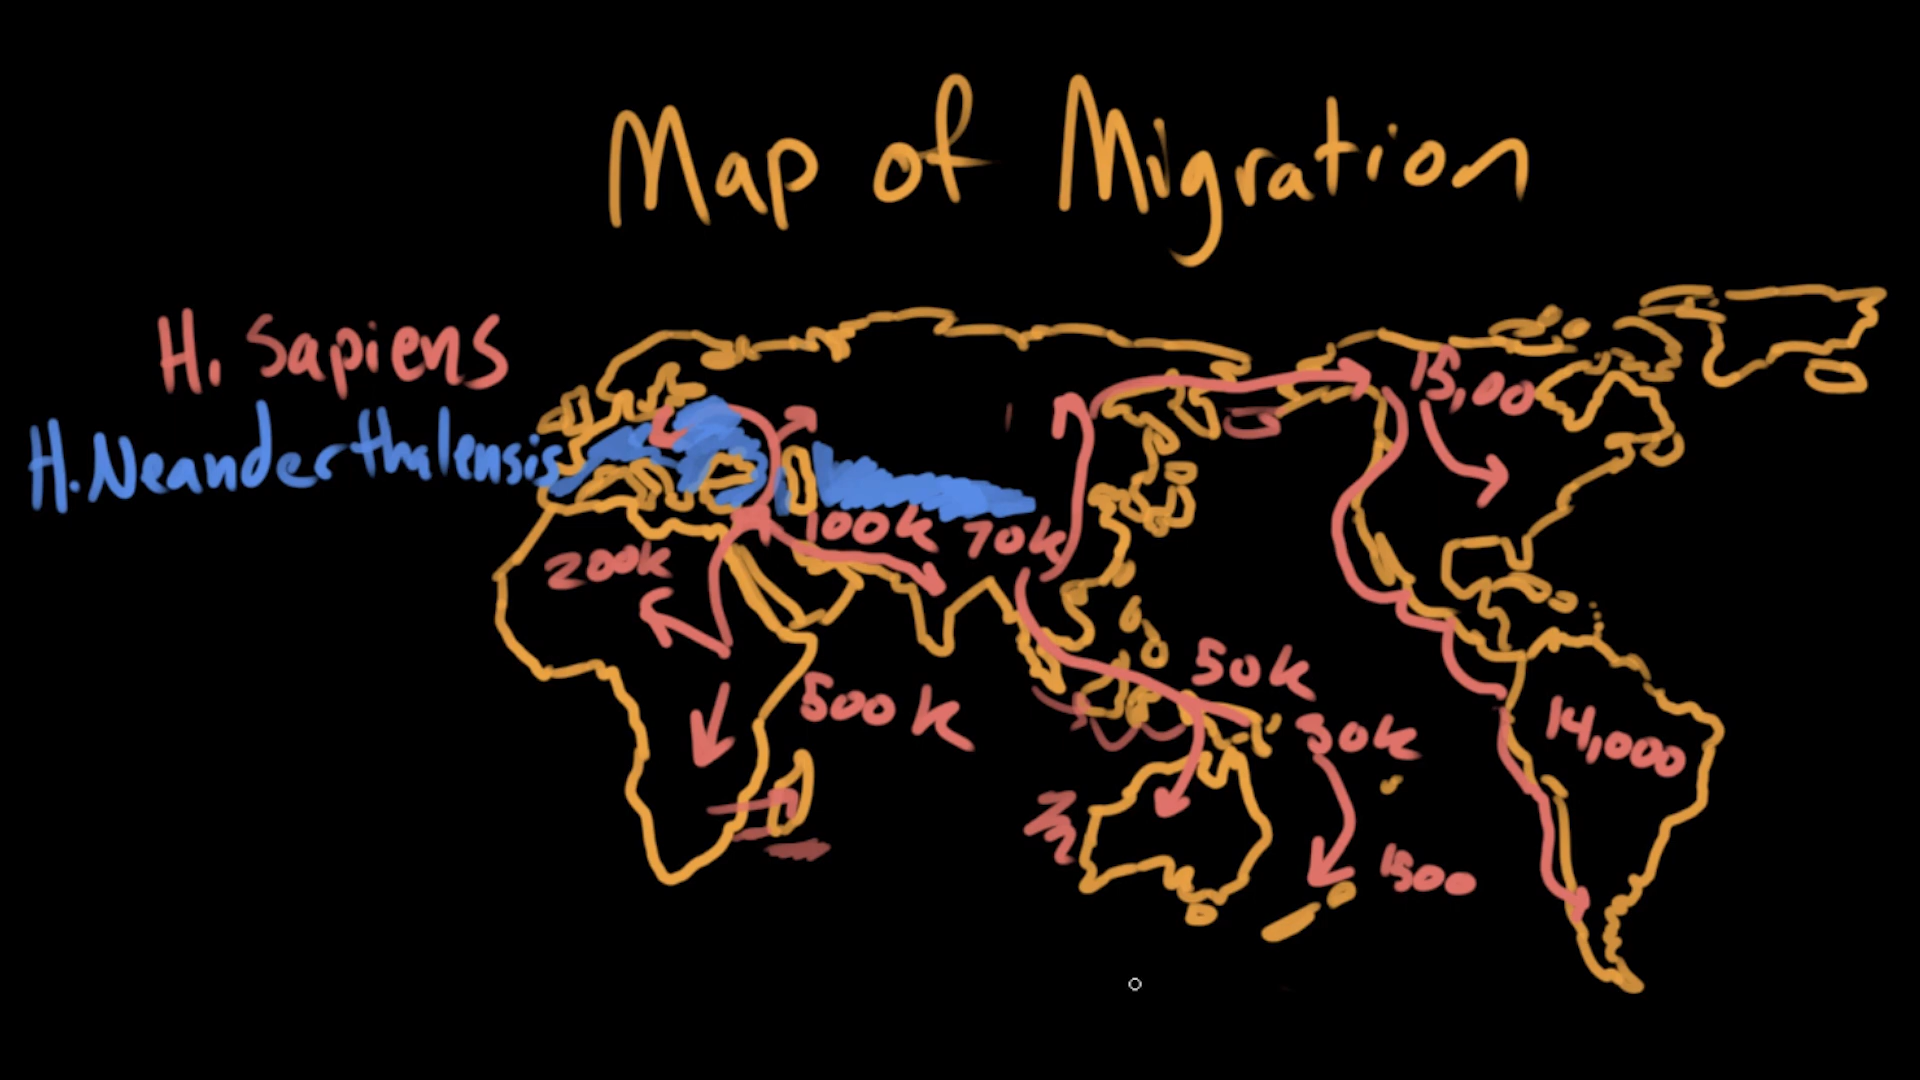 Map of Migration
H. Sapiens
H. Neanderthalensis
15,00
100k
70k
200k
50k
500k
30k
14,000
1500